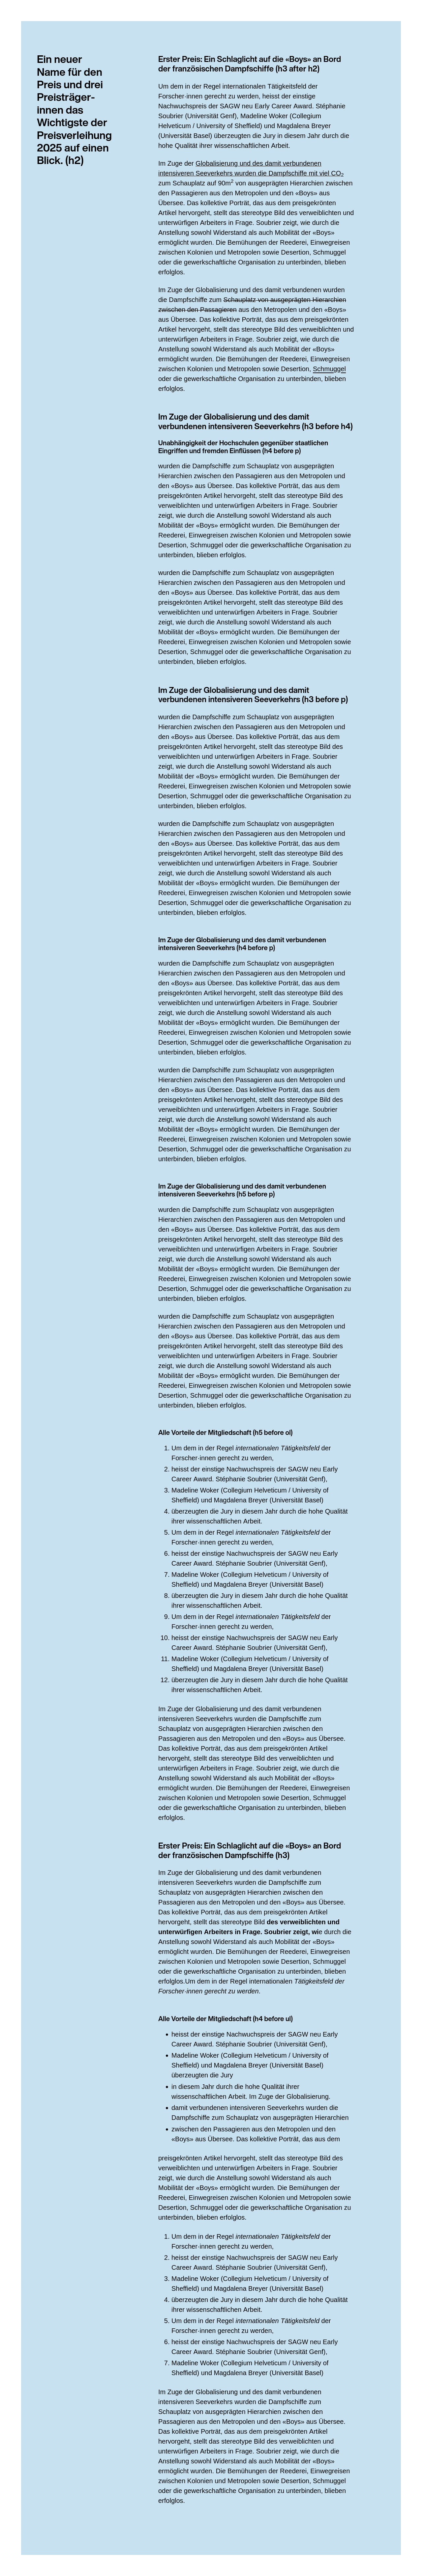 Ein neuer
Name für den
Preis und drei
Preisträger-
innen das
Wichtigste der
Preisverleihung
2025 auf einen
Blick. (h2)
Erster Preis: Ein Schlaglicht auf die «Boys» an Bord
der französischen Dampfschiffe (h3 after h2)
Um dem in der Regel internationalen Tätigkeitsfeld der
Forscher·innen gerecht zu werden, heisst der einstige
Nachwuchspreis der SAGW neu Early Career Award. Stéphanie
Soubrier (Universität Genf), Madeline Woker (Collegium
Helveticum / University of Sheffield) und Magdalena Breyer
(Universität Basel) überzeugten die Jury in diesem Jahr durch die
hohe Qualität ihrer wissenschaftlichen Arbeit.
Im Zuge der Globalisierung und des damit verbundenen
intensiveren Seeverkehrs wurden die Dampfschiffe mit viel CO₂
zum Schauplatz auf 90m² von ausgeprägten Hierarchien zwischen
den Passagieren aus den Metropolen und den «Boys» aus
Übersee. Das kollektive Porträt, das aus dem preisgekrönten
Artikel hervorgeht, stellt das stereotype Bild des verweiblichten und
unterwürfigen Arbeiters in Frage. Soubrier zeigt, wie durch die
Anstellung sowohl Widerstand als auch Mobilität der «Boys»
ermöglicht wurden. Die Bemühungen der Reederei, Einwegreisen
zwischen Kolonien und Metropolen sowie Desertion, Schmuggel
oder die gewerkschaftliche Organisation zu unterbinden, blieben
erfolglos.
Im Zuge der Globalisierung und des damit verbundenen wurden
die Dampfschiffe zum Schauplatz von ausgeprägten Hierarchien
zwischen den Passagieren aus den Metropolen und den «Boys»
aus Übersee. Das kollektive Porträt, das aus dem preisgekrönten
Artikel hervorgeht, stellt das stereotype Bild des verweiblichten und
unterwürfigen Arbeiters in Frage. Soubrier zeigt, wie durch die
Anstellung sowohl Widerstand als auch Mobilität der «Boys»
ermöglicht wurden. Die Bemühungen der Reederei, Einwegreisen
zwischen Kolonien und Metropolen sowie Desertion, Schmuggel
oder die gewerkschaftliche Organisation zu unterbinden, blieben
erfolglos.
Im Zuge der Globalisierung und des damit
verbundenen intensiveren Seeverkehrs (h3 before h4)
Unabhängigkeit der Hochschulen gegenüber staatlichen
Eingriffen und fremden Einflüssen (h4 before p)
wurden die Dampfschiffe zum Schauplatz von ausgeprägten
Hierarchien zwischen den Passagieren aus den Metropolen und
den «Boys» aus Übersee. Das kollektive Porträt, das aus dem
preisgekrönten Artikel hervorgeht, stellt das stereotype Bild des
verweiblichten und unterwürfigen Arbeiters in Frage. Soubrier
zeigt, wie durch die Anstellung sowohl Widerstand als auch
Mobilität der «Boys» ermöglicht wurden. Die Bemühungen der
Reederei, Einwegreisen zwischen Kolonien und Metropolen sowie
Desertion, Schmuggel oder die gewerkschaftliche Organisation zu
unterbinden, blieben erfolglos.
wurden die Dampfschiffe zum Schauplatz von ausgeprägten
Hierarchien zwischen den Passagieren aus den Metropolen und
den «Boys» aus Übersee. Das kollektive Porträt, das aus dem
preisgekrönten Artikel hervorgeht, stellt das stereotype Bild des
verweiblichten und unterwürfigen Arbeiters in Frage. Soubrier
zeigt, wie durch die Anstellung sowohl Widerstand als auch
Mobilität der «Boys» ermöglicht wurden. Die Bemühungen der
Reederei, Einwegreisen zwischen Kolonien und Metropolen sowie
Desertion, Schmuggel oder die gewerkschaftliche Organisation zu
unterbinden, blieben erfolglos.
Im Zuge der Globalisierung und des damit
verbundenen intensiveren Seeverkehrs (h3 before p)
wurden die Dampfschiffe zum Schauplatz von ausgeprägten
Hierarchien zwischen den Passagieren aus den Metropolen und
den «Boys» aus Übersee. Das kollektive Porträt, das aus dem
preisgekrönten Artikel hervorgeht, stellt das stereotype Bild des
verweiblichten und unterwürfigen Arbeiters in Frage. Soubrier
zeigt, wie durch die Anstellung sowohl Widerstand als auch
Mobilität der «Boys» ermöglicht wurden. Die Bemühungen der
Reederei, Einwegreisen zwischen Kolonien und Metropolen sowie
Desertion, Schmuggel oder die gewerkschaftliche Organisation zu
unterbinden, blieben erfolglos.
wurden die Dampfschiffe zum Schauplatz von ausgeprägten
Hierarchien zwischen den Passagieren aus den Metropolen und
den «Boys» aus Übersee. Das kollektive Porträt, das aus dem
preisgekrönten Artikel hervorgeht, stellt das stereotype Bild des
verweiblichten und unterwürfigen Arbeiters in Frage. Soubrier
zeigt, wie durch die Anstellung sowohl Widerstand als auch
Mobilität der «Boys» ermöglicht wurden. Die Bemühungen der
Reederei, Einwegreisen zwischen Kolonien und Metropolen sowie
Desertion, Schmuggel oder die gewerkschaftliche Organisation zu
unterbinden, blieben erfolglos.
Im Zuge der Globalisierung und des damit verbundenen
intensiveren Seeverkehrs (h4 before p)
wurden die Dampfschiffe zum Schauplatz von ausgeprägten
Hierarchien zwischen den Passagieren aus den Metropolen und
den «Boys» aus Übersee. Das kollektive Porträt, das aus dem
preisgekrönten Artikel hervorgeht, stellt das stereotype Bild des
verweiblichten und unterwürfigen Arbeiters in Frage. Soubrier
zeigt, wie durch die Anstellung sowohl Widerstand als auch
Mobilität der «Boys» ermöglicht wurden. Die Bemühungen der
Reederei, Einwegreisen zwischen Kolonien und Metropolen sowie
Desertion, Schmuggel oder die gewerkschaftliche Organisation zu
unterbinden, blieben erfolglos.
wurden die Dampfschiffe zum Schauplatz von ausgeprägten
Hierarchien zwischen den Passagieren aus den Metropolen und
den «Boys» aus Übersee. Das kollektive Porträt, das aus dem
preisgekrönten Artikel hervorgeht, stellt das stereotype Bild des
verweiblichten und unterwürfigen Arbeiters in Frage. Soubrier
zeigt, wie durch die Anstellung sowohl Widerstand als auch
Mobilität der «Boys» ermöglicht wurden. Die Bemühungen der
Reederei, Einwegreisen zwischen Kolonien und Metropolen sowie
Desertion, Schmuggel oder die gewerkschaftliche Organisation zu
unterbinden, blieben erfolglos.
Im Zuge der Globalisierung und des damit verbundenen
intensiveren Seeverkehrs (h5 before p)
wurden die Dampfschiffe zum Schauplatz von ausgeprägten
Hierarchien zwischen den Passagieren aus den Metropolen und
den «Boys» aus Übersee. Das kollektive Porträt, das aus dem
preisgekrönten Artikel hervorgeht, stellt das stereotype Bild des
verweiblichten und unterwürfigen Arbeiters in Frage. Soubrier
zeigt, wie durch die Anstellung sowohl Widerstand als auch
Mobilität der «Boys» ermöglicht wurden. Die Bemühungen der
Reederei, Einwegreisen zwischen Kolonien und Metropolen sowie
Desertion, Schmuggel oder die gewerkschaftliche Organisation zu
unterbinden, blieben erfolglos.
wurden die Dampfschiffe zum Schauplatz von ausgeprägten
Hierarchien zwischen den Passagieren aus den Metropolen und
den «Boys» aus Übersee. Das kollektive Porträt, das aus dem
preisgekrönten Artikel hervorgeht, stellt das stereotype Bild des
verweiblichten und unterwürfigen Arbeiters in Frage. Soubrier
zeigt, wie durch die Anstellung sowohl Widerstand als auch
Mobilität der «Boys» ermöglicht wurden. Die Bemühungen der
Reederei, Einwegreisen zwischen Kolonien und Metropolen sowie
Desertion, Schmuggel oder die gewerkschaftliche Organisation zu
unterbinden, blieben erfolglos.
Alle Vorteile der Mitgliedschaft (h5 before ol)
1. Um dem in der Regel internationalen Tätigkeitsfeld der
Forscher·innen gerecht zu werden,
2. heisst der einstige Nachwuchspreis der SAGW neu Early
Career Award. Stéphanie Soubrier (Universität Genf),
3. Madeline Woker (Collegium Helveticum / University of
Sheffield) und Magdalena Breyer (Universität Basel)
4. überzeugten die Jury in diesem Jahr durch die hohe Qualität
ihrer wissenschaftlichen Arbeit.
5. Um dem in der Regel internationalen Tätigkeitsfeld der
Forscher·innen gerecht zu werden,
6. heisst der einstige Nachwuchspreis der SAGW neu Early
Career Award. Stéphanie Soubrier (Universität Genf),
7. Madeline Woker (Collegium Helveticum / University of
Sheffield) und Magdalena Breyer (Universität Basel)
8. überzeugten die Jury in diesem Jahr durch die hohe Qualität
ihrer wissenschaftlichen Arbeit.
9. Um dem in der Regel internationalen Tätigkeitsfeld der
Forscher·innen gerecht zu werden,
10. heisst der einstige Nachwuchspreis der SAGW neu Early
Career Award. Stéphanie Soubrier (Universität Genf),
11. Madeline Woker (Collegium Helveticum / University of
Sheffield) und Magdalena Breyer (Universität Basel)
12. überzeugten die Jury in diesem Jahr durch die hohe Qualität
ihrer wissenschaftlichen Arbeit.
Im Zuge der Globalisierung und des damit verbundenen
intensiveren Seeverkehrs wurden die Dampfschiffe zum
Schauplatz von ausgeprägten Hierarchien zwischen den
Passagieren aus den Metropolen und den «Boys» aus Übersee.
Das kollektive Porträt, das aus dem preisgekrönten Artikel
hervorgeht, stellt das stereotype Bild des verweiblichten und
unterwürfigen Arbeiters in Frage. Soubrier zeigt, wie durch die
Anstellung sowohl Widerstand als auch Mobilität der «Boys»
ermöglicht wurden. Die Bemühungen der Reederei, Einwegreisen
zwischen Kolonien und Metropolen sowie Desertion, Schmuggel
oder die gewerkschaftliche Organisation zu unterbinden, blieben
erfolglos.
Erster Preis: Ein Schlaglicht auf die «Boys» an Bord
der französischen Dampfschiffe (h3)
Im Zuge der Globalisierung und des damit verbundenen
intensiveren Seeverkehrs wurden die Dampfschiffe zum
Schauplatz von ausgeprägten Hierarchien zwischen den
Passagieren aus den Metropolen und den «Boys» aus Übersee.
Das kollektive Porträt, das aus dem preisgekrönten Artikel
hervorgeht, stellt das stereotype Bild des verweiblichten und
unterwürfigen Arbeiters in Frage. Soubrier zeigt, wie durch die
Anstellung sowohl Widerstand als auch Mobilität der «Boys»
ermöglicht wurden. Die Bemühungen der Reederei, Einwegreisen
zwischen Kolonien und Metropolen sowie Desertion, Schmuggel
oder die gewerkschaftliche Organisation zu unterbinden, blieben
erfolglos.Um dem in der Regel internationalen Tätigkeitsfeld der
Forscher·innen gerecht zu werden.
Alle Vorteile der Mitgliedschaft (h4 before ul)
• heisst der einstige Nachwuchspreis der SAGW neu Early
Career Award. Stéphanie Soubrier (Universität Genf),
• Madeline Woker (Collegium Helveticum / University of
Sheffield) und Magdalena Breyer (Universität Basel)
überzeugten die Jury
• in diesem Jahr durch die hohe Qualität ihrer
wissenschaftlichen Arbeit. Im Zuge der Globalisierung.
• damit verbundenen intensiveren Seeverkehrs wurden die
Dampfschiffe zum Schauplatz von ausgeprägten Hierarchien
• zwischen den Passagieren aus den Metropolen und den
«Boys» aus Übersee. Das kollektive Porträt, das aus dem
preisgekrönten Artikel hervorgeht, stellt das stereotype Bild des
verweiblichten und unterwürfigen Arbeiters in Frage. Soubrier
zeigt, wie durch die Anstellung sowohl Widerstand als auch
Mobilität der «Boys» ermöglicht wurden. Die Bemühungen der
Reederei, Einwegreisen zwischen Kolonien und Metropolen sowie
Desertion, Schmuggel oder die gewerkschaftliche Organisation zu
unterbinden, blieben erfolglos.
1. Um dem in der Regel internationalen Tätigkeitsfeld der
Forscher·innen gerecht zu werden,
2. heisst der einstige Nachwuchspreis der SAGW neu Early
Career Award. Stéphanie Soubrier (Universität Genf),
3. Madeline Woker (Collegium Helveticum / University of
Sheffield) und Magdalena Breyer (Universität Basel)
4. überzeugten die Jury in diesem Jahr durch die hohe Qualität
ihrer wissenschaftlichen Arbeit.
5. Um dem in der Regel internationalen Tätigkeitsfeld der
Forscher·innen gerecht zu werden,
6. heisst der einstige Nachwuchspreis der SAGW neu Early
Career Award. Stéphanie Soubrier (Universität Genf),
7. Madeline Woker (Collegium Helveticum / University of
Sheffield) und Magdalena Breyer (Universität Basel)
Im Zuge der Globalisierung und des damit verbundenen
intensiveren Seeverkehrs wurden die Dampfschiffe zum
Schauplatz von ausgeprägten Hierarchien zwischen den
Passagieren aus den Metropolen und den «Boys» aus Übersee.
Das kollektive Porträt, das aus dem preisgekrönten Artikel
hervorgeht, stellt das stereotype Bild des verweiblichten und
unterwürfigen Arbeiters in Frage. Soubrier zeigt, wie durch die
Anstellung sowohl Widerstand als auch Mobilität der «Boys»
ermöglicht wurden. Die Bemühungen der Reederei, Einwegreisen
zwischen Kolonien und Metropolen sowie Desertion, Schmuggel
oder die gewerkschaftliche Organisation zu unterbinden, blieben
erfolglos.